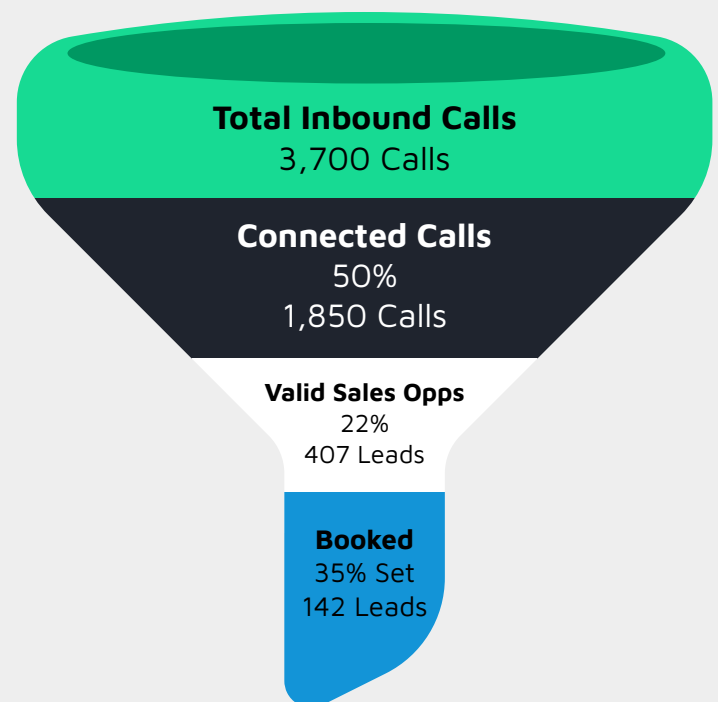 Total Inbound Calls
3,700 Calls
Connected Calls
50%
1,850 Calls
Valid Sales Opps
22%
407 Leads
Booked
35% Set
142 Leads